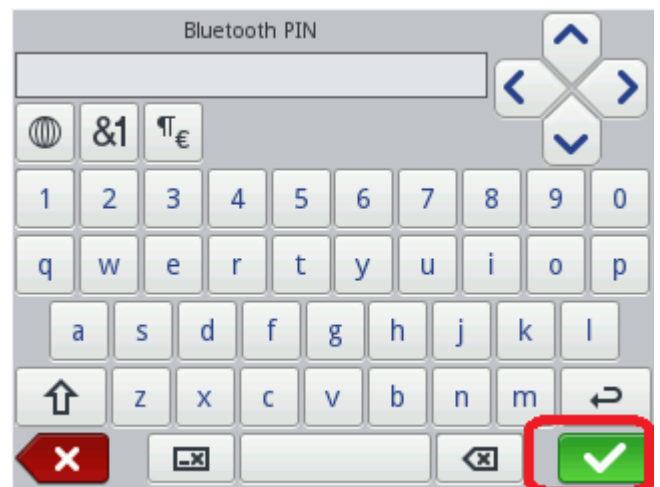 Bluetooth PIN
&1 ¶€
1 2 3 4 5 6 7 8 9 0
q w e r t y u i o p
a s d f g h j k l
z x c v b n m